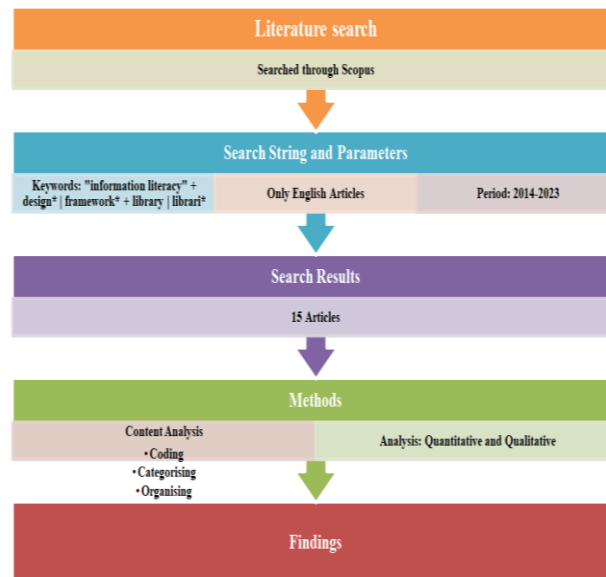 Literature search
Searched through Scopus
Search String and Parameters
Keywords: "information literacy" +
design* | framework* + library | librari*
Only English Articles
Period: 2014-2023
Search Results
15 Articles
Methods
Content Analysis
• Coding
• Categorising
• Organising
Analysis: Quantitative and Qualitative
Findings